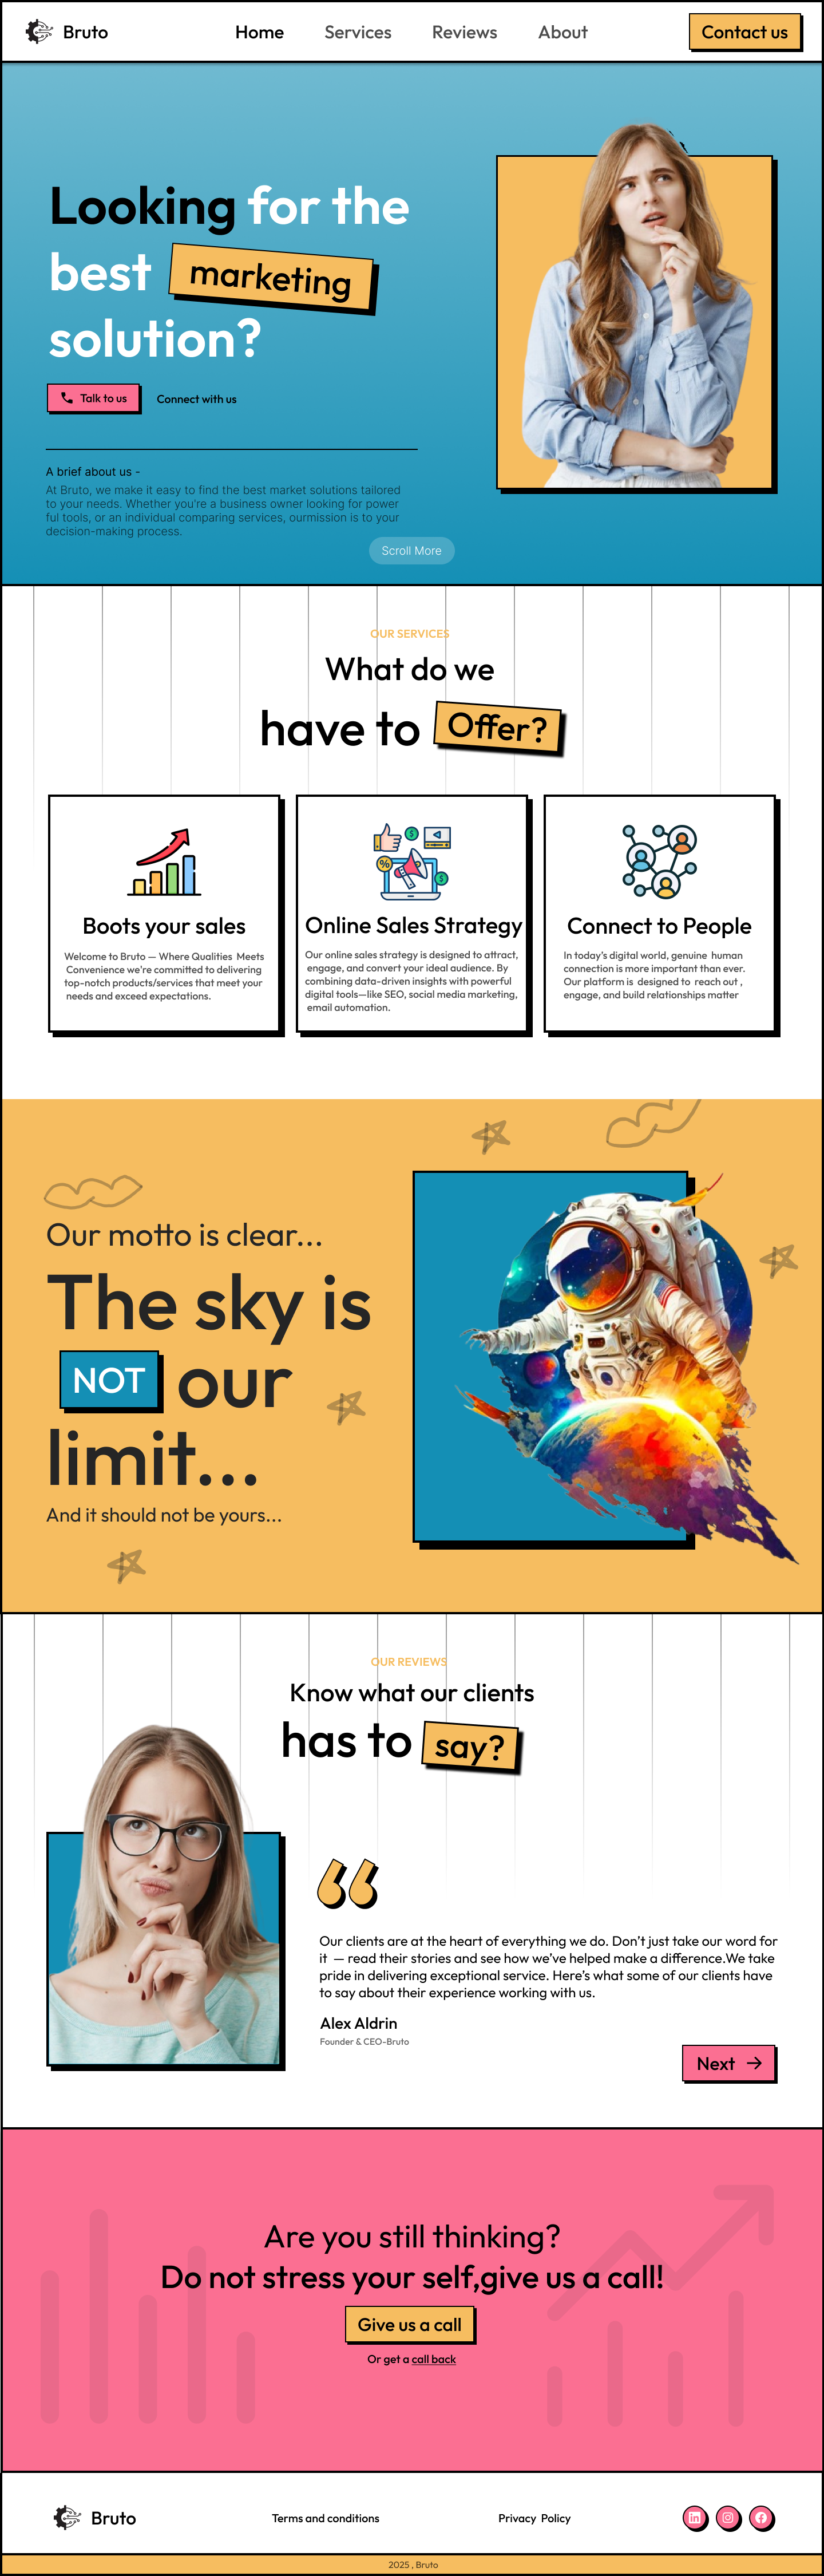 Bruto
Home Services Reviews About
Contact us
Looking for the
best marketing
solution?
Talk to us
Connect with us
A brief about us -
At Bruto, we make it easy to find the best market solutions tailored
to your needs. Whether you're a business owner looking for power
ful tools, or an individual comparing services, ourmission is to your
decision-making process.
Scroll More
OUR SERVICES
What do we
have to Offer?
Boots your sales
Welcome to Bruto — Where Qualities Meets
Convenience we're committed to delivering
top-notch products/services that meet your
needs and exceed expectations.
Online Sales Strategy
Our online sales strategy is designed to attract,
engage, and convert your ideal audience. By
combining data-driven insights with powerful
digital tools—like SEO, social media marketing,
email automation.
Connect to People
In today's digital world, genuine human
connection is more important than ever.
Our platform is designed to reach out ,
engage, and build relationships matter
Our motto is clear...
The sky is
NOT our
limit...
And it should not be yours...
OUR REVIEWS
Know what our clients
has to say?
Our clients are at the heart of everything we do. Don't just take our word for
it — read their stories and see how we've helped make a difference.We take
pride in delivering exceptional service. Here's what some of our clients have
to say about their experience working with us.
Alex Aldrin
Founder & CEO-Bruto
Next
Are you still thinking?
Do not stress your self,give us a call!
Give us a call
Or get a call back
Bruto
Terms and conditions
Privacy Policy
2025 , Bruto